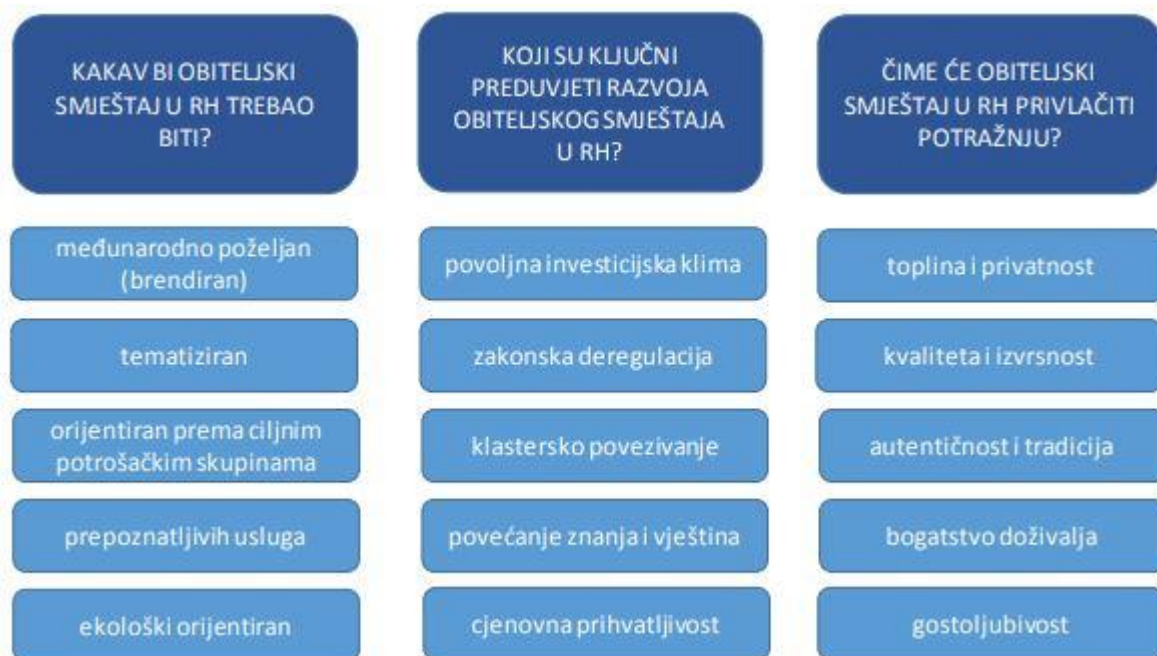 KAKAV BI OBITELJSKI
SMJEŠTAJ U RH TREBAO
BITI?
međunarodno poželjan
(brendiran)
tematiziran
orijentiran prema ciljnim
potrošačkim skupinama
prepoznatljivih usluga
ekološki orijentiran
KOJI SU KLJUČNI
PREDUVJETI RAZVOJA
OBITELJSKOG SMJEŠTAJA
U RH?
povoljna investicijska klima
zakonska deregulacija
klastersko povezivanje
povećanje znanja i vještina
cjenovna prihvatljivost
ČIME ĆE OBITELJSKI
SMJEŠTAJ U RH PRIVLAČITI
POTRAŽNJU?
toplina i privatnost
kvaliteta i izvrsnost
autentičnost i tradicija
bogatstvo doživalja
gostoljubivost